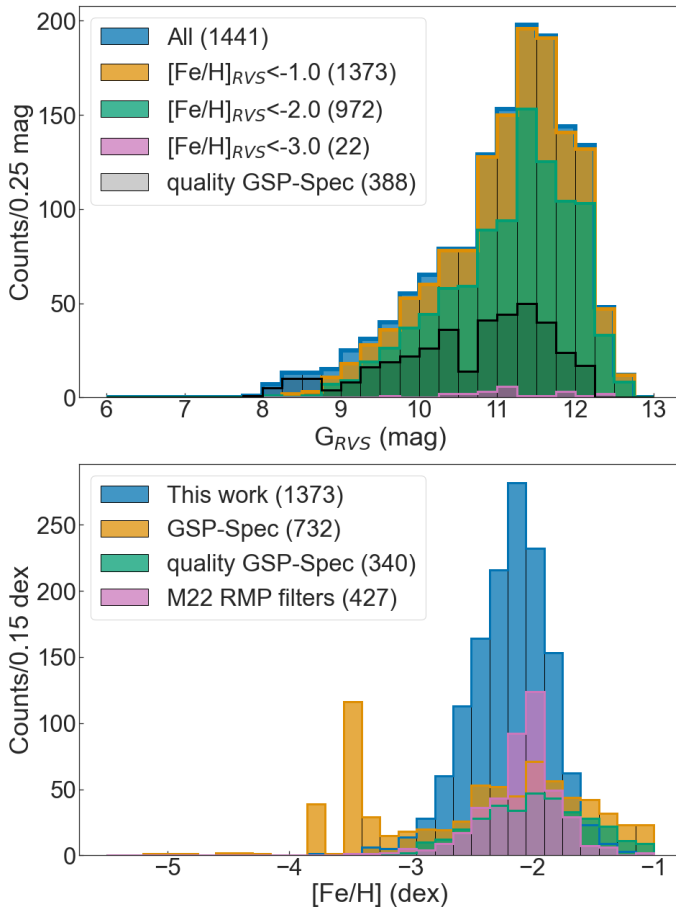 200
150
100
50
0
Counts/0.25 mag
All (1441)
[Fe/H]RVS<-1.0 (1373)
[Fe/H]RVS<-2.0 (972)
[Fe/H]RVS<-3.0 (22)
quality GSP-Spec (388)
6 7 8 9 10 11 12 13
GRVS (mag)
250
200
150
100
50
0
Counts/0.15 dex
This work (1373)
GSP-Spec (732)
quality GSP-Spec (340)
M22 RMP filters (427)
−5 −4 −3 −2 −1
[Fe/H] (dex)